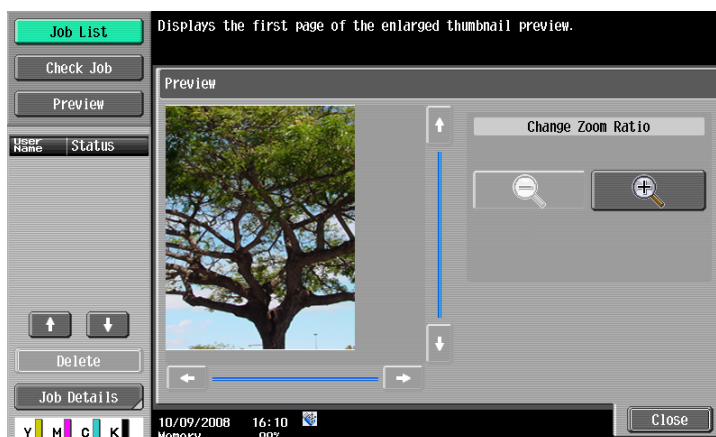 Job List
Displays the first page of the enlarged thumbnail preview.
Check Job
Preview
Preview
User Name Status
Change Zoom Ratio
Delete
Job Details
Close
10/09/2008 16:10
Memory 99%
Y M C K